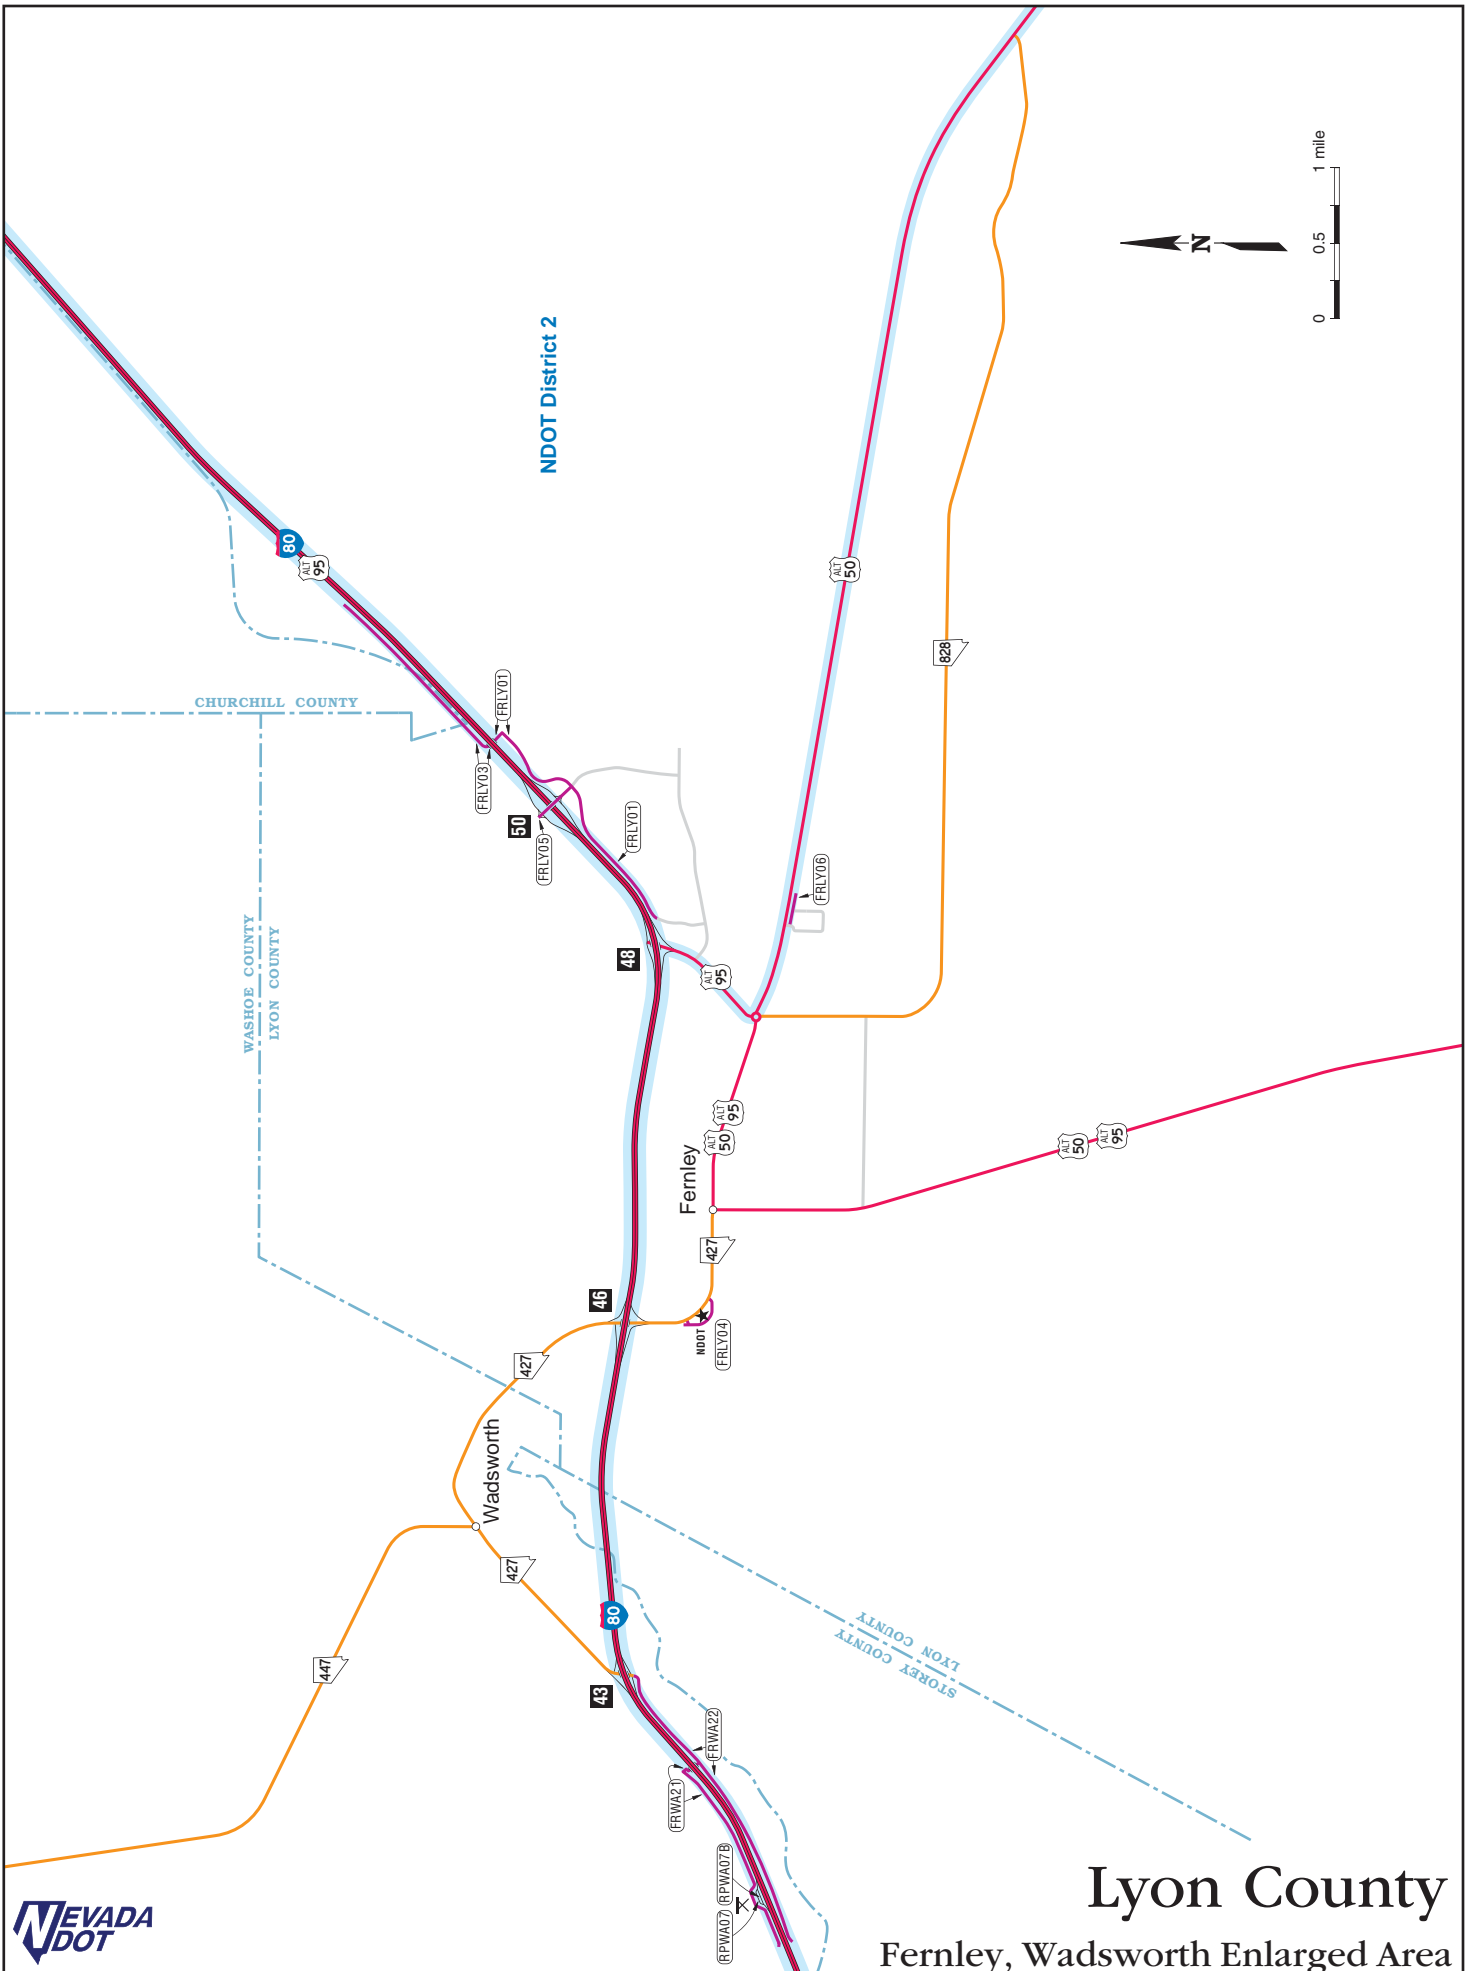 1 mile
0.5
0
N
NDOT District 2
80
ALT
95
ALT
50
828
CHURCHILL COUNTY
FRLY01
FRLY03
50
FRLY05
FRLY01
FRLY06
WASHOE COUNTY
LYON COUNTY
48
ALT
95
ALT
95
ALT
50
Fernley
ALT
50
ALT
95
427
46
NDOT
FRLY04
427
Wadsworth
427
80
LYON COUNTY
STOREY COUNTY
447
43
FRWA22
FRWA21
RPWA07B
RPWA07
NEVADA
DOT
Lyon County
Fernley, Wadsworth Enlarged Area